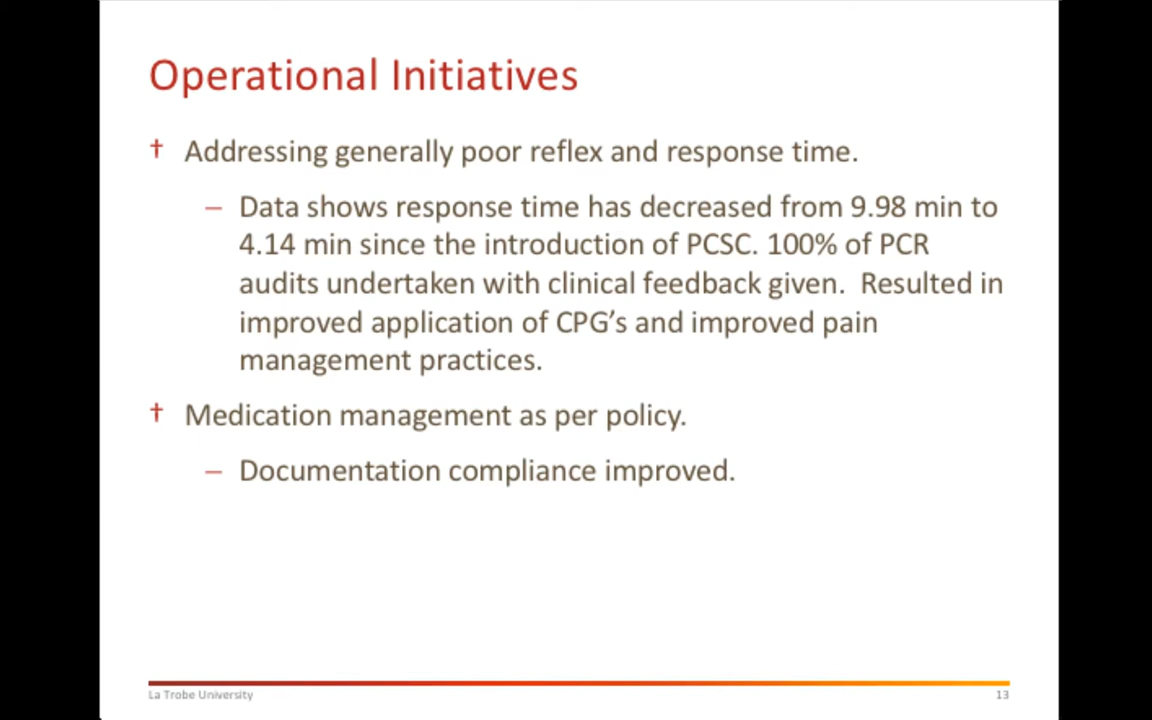 Operational Initiatives
† Addressing generally poor reflex and response time.
– Data shows response time has decreased from 9.98 min to
4.14 min since the introduction of PCSC. 100% of PCR
audits undertaken with clinical feedback given.  Resulted in
improved application of CPG’s and improved pain
management practices.
† Medication management as per policy.
– Documentation compliance improved.
La Trobe University 13